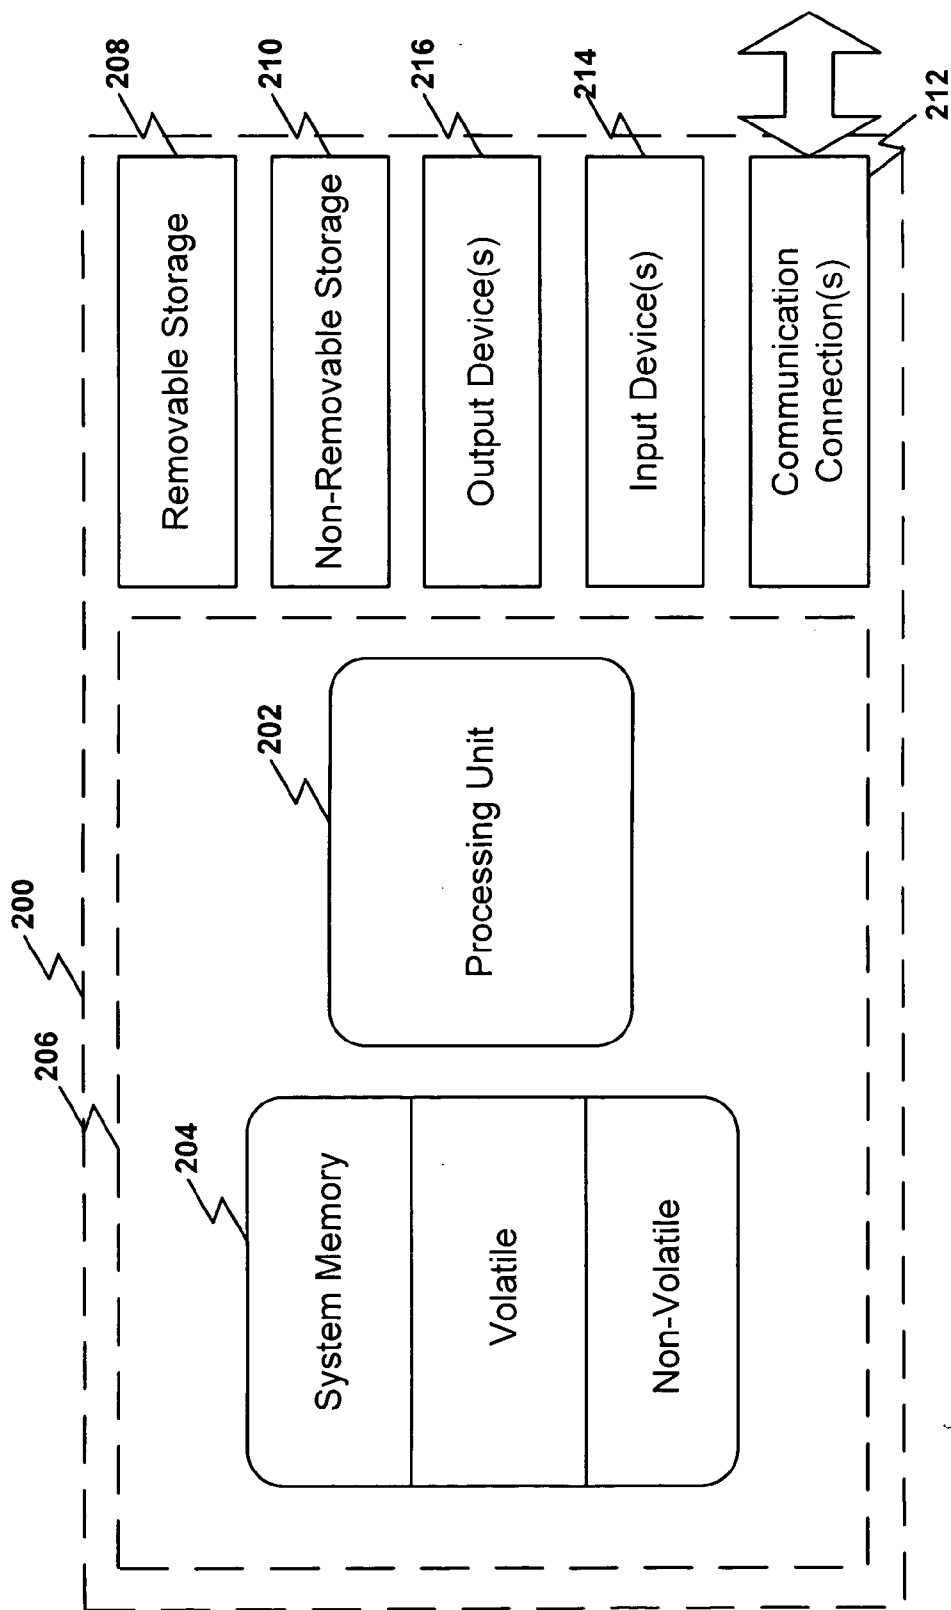 200
206
204
System Memory
Volatile
Non-Volatile
202
Processing Unit
208
Removable Storage
210
Non-Removable Storage
216
Output Device(s)
214
Input Device(s)
Communication
Connection(s)
212